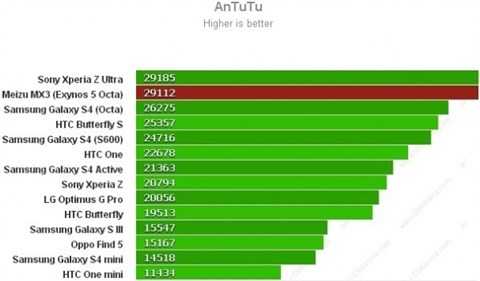 AnTuTu
Higher is better
Sony Xperia Z Ultra 29185
Meizu MX3 (Exynos 5 Octa) 29112
Samsung Galaxy S4 (Octa) 26275
HTC Butterfly S 25357
Samsung Galaxy S4 (S600) 24716
HTC One 22678
Samsung Galaxy S4 Active 21363
Sony Xperia Z 20794
LG Optimus G Pro 20056
HTC Butterfly 19513
Samsung Galaxy S III 15547
Oppo Find 5 15167
Samsung Galaxy S4 mini 14518
HTC One mini 11434